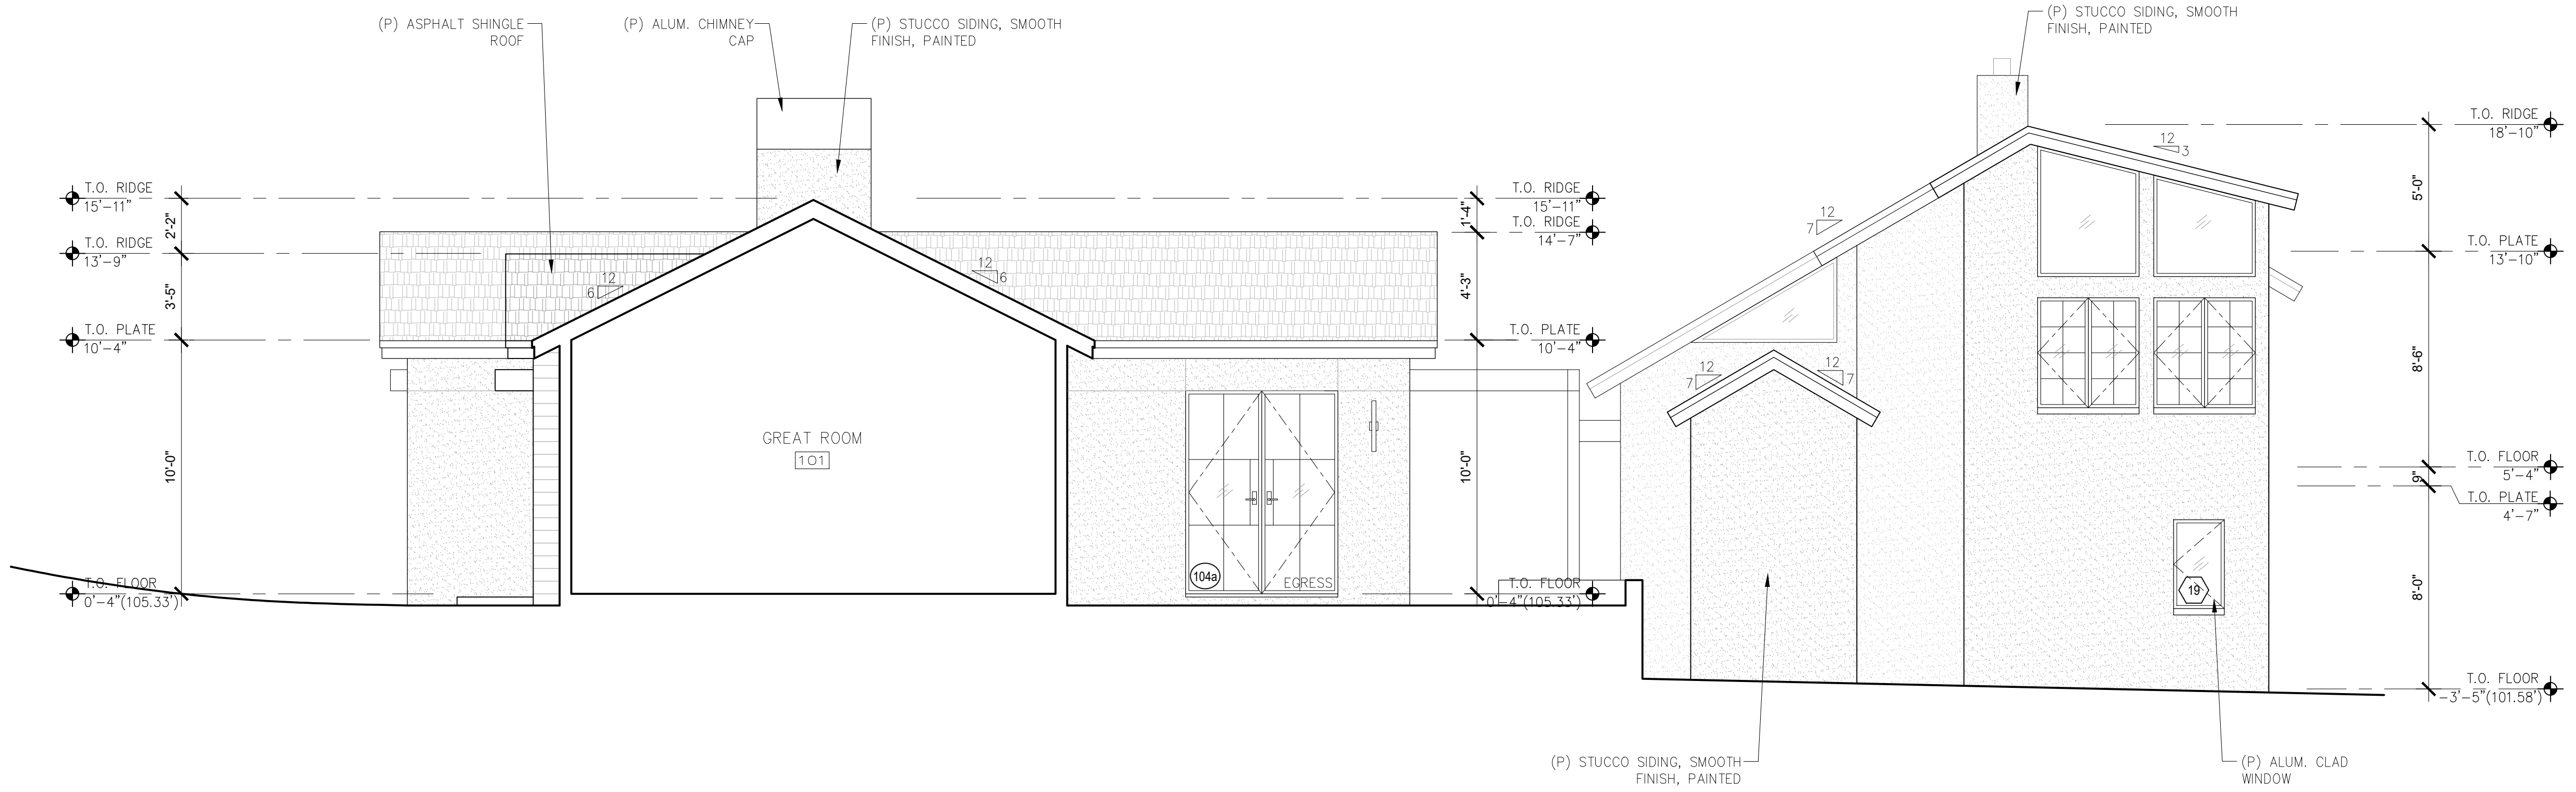 (P) ASPHALT SHINGLE
ROOF
(P) ALUM. CHIMNEY
CAP
(P) STUCCO SIDING, SMOOTH
FINISH, PAINTED
(P) STUCCO SIDING, SMOOTH
FINISH, PAINTED
T.O. RIDGE
15'-11"
2'-2"
T.O. RIDGE
13'-9"
3'-5"
T.O. PLATE
10'-4"
10'-0"
T.O. FLOOR
0'-4"(105.33')
12
6
12
6
GREAT ROOM
101
104a
EGRESS
T.O. RIDGE
15'-11"
1'-4"
T.O. RIDGE
14'-7"
4'-3"
T.O. PLATE
10'-4"
10'-0"
T.O. FLOOR
0'-4"(105.33')
12
7
12
3
12
7
12
7
19
T.O. RIDGE
18'-10"
5'-0"
T.O. PLATE
13'-10"
8'-6"
T.O. FLOOR
5'-4"
9"
T.O. PLATE
4'-7"
8'-0"
T.O. FLOOR
-3'-5"(101.58')
(P) STUCCO SIDING, SMOOTH
FINISH, PAINTED
(P) ALUM. CLAD
WINDOW